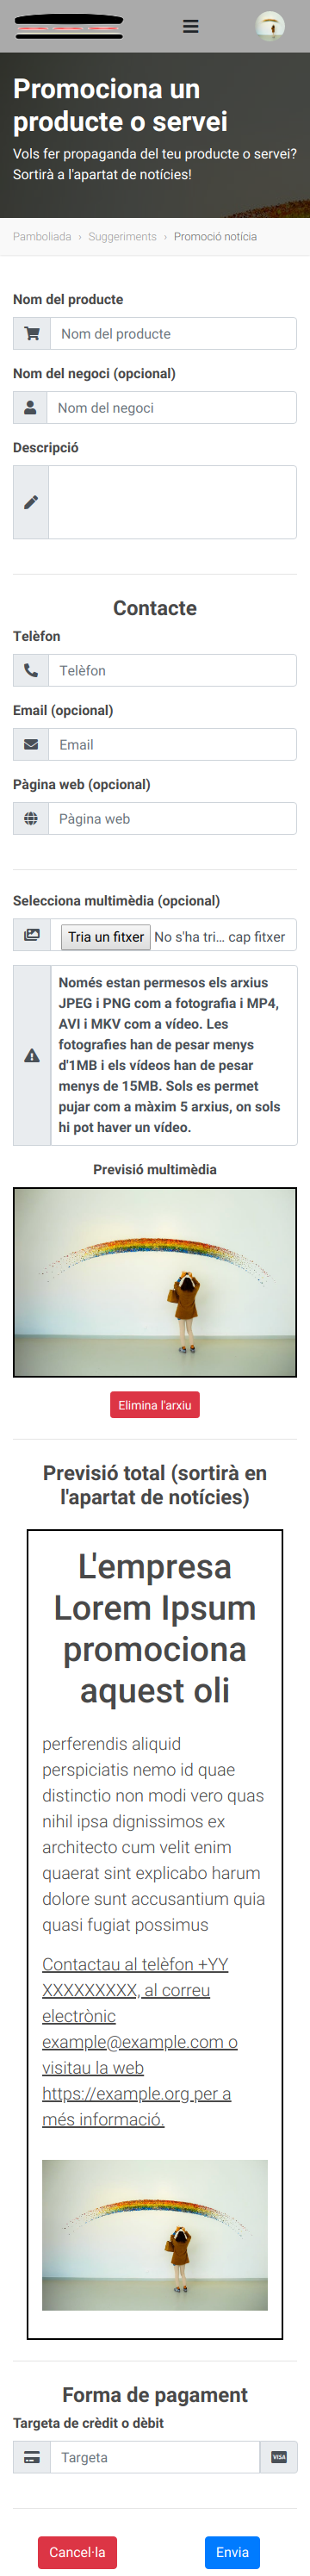 Promociona un
producte o servei
Vols fer propaganda del teu producte o servei?
Sortirà a l'apartat de notícies!
Pamboliada › Suggeriments › Promoció notícia
Nom del producte
Nom del producte
Nom del negoci (opcional)
Nom del negoci
Descripció
Contacte
Telèfon
Telèfon
Email (opcional)
Email
Pàgina web (opcional)
Pàgina web
Selecciona multimèdia (opcional)
Tria un fitxer No s'ha tri... cap fitxer
Només estan permesos els arxius
JPEG i PNG com a fotografia i MP4,
AVI i MKV com a vídeo. Les
fotografies han de pesar menys
d'1MB i els vídeos han de pesar
menys de 15MB. Sols es permet
pujar com a màxim 5 arxius, on sols
hi pot haver un vídeo.
Previsió multimèdia
Elimina l'arxiu
Previsió total (sortirà en
l'apartat de notícies)
L'empresa
Lorem Ipsum
promociona
aquest oli
perferendis aliquid
perspiciatis nemo id quae
distinctio non modi vero quas
nihil ipsa dignissimos ex
architecto cum velit enim
quaerat sint explicabo harum
dolore sunt accusantium quia
quasi fugiat possimus
Contactau al telèfon +YY
XXXXXXXXX, al correu
electrònic
example@example.com o
visitau la web
https://example.org per a
més informació.
Forma de pagament
Targeta de crèdit o dèbit
Targeta VISA
Cancel·la Envia